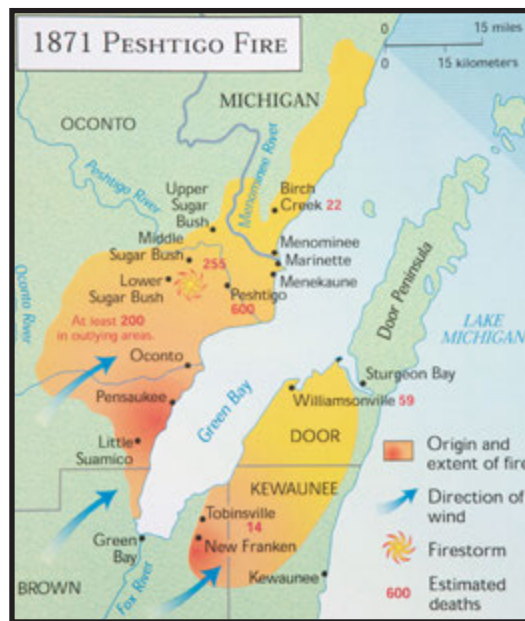 1871 PESHTIGO FIRE
0 15 miles
0 15 kilometers
MICHIGAN
OCONTO
Peshtigo River
Menominee River
Upper
Sugar
Bush
Birch
Creek 22
Middle
Sugar Bush
Menominee
Marinette
255
Lower
Sugar Bush
Menekaune
Peshtigo
600
Oconto River
At least 200
in outlying areas.
Door Peninsula
LAKE
MICHIGAN
Oconto
Sturgeon Bay
Pensaukee
Green Bay
Williamsonville 59
DOOR
Little
Suamico
Origin and
extent of fire
KEWAUNEE
Direction of
wind
Tobinsville
14
Green
Bay
New Franken
Firestorm
BROWN
Fox River
Kewaunee
600 Estimated
deaths